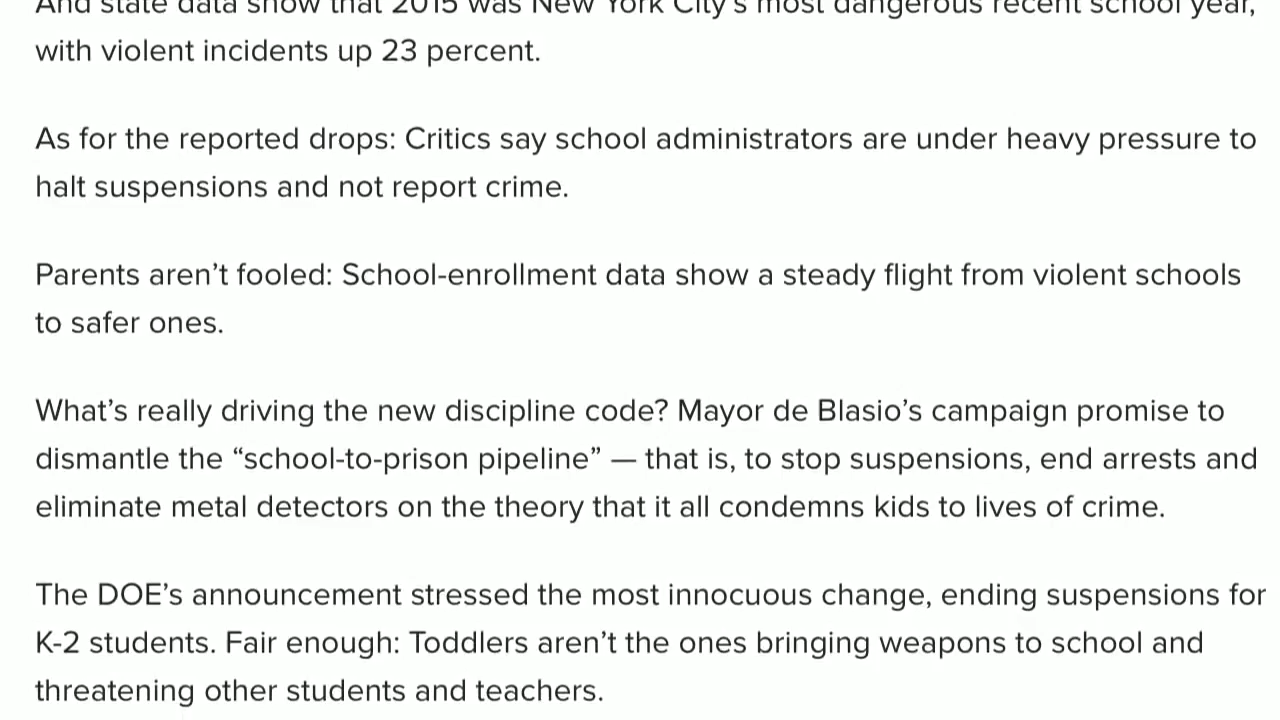 And state data show that 2015 was New York City’s most dangerous recent school year,
with violent incidents up 23 percent.
As for the reported drops: Critics say school administrators are under heavy pressure to
halt suspensions and not report crime.
Parents aren’t fooled: School-enrollment data show a steady flight from violent schools
to safer ones.
What’s really driving the new discipline code? Mayor de Blasio’s campaign promise to
dismantle the “school-to-prison pipeline” — that is, to stop suspensions, end arrests and
eliminate metal detectors on the theory that it all condemns kids to lives of crime.
The DOE’s announcement stressed the most innocuous change, ending suspensions for
K-2 students. Fair enough: Toddlers aren’t the ones bringing weapons to school and
threatening other students and teachers.